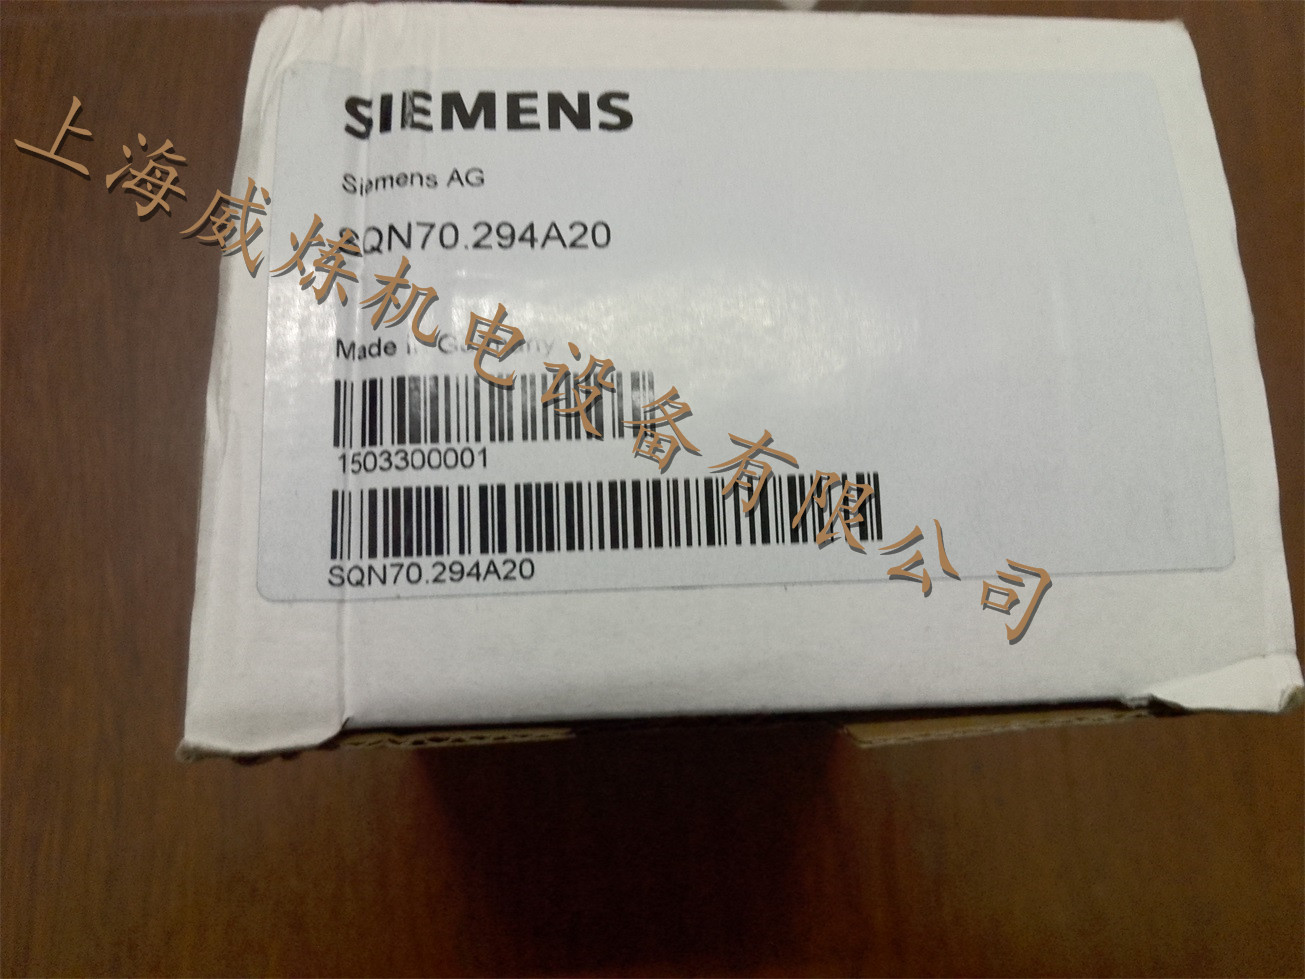 SIEMENS
Siemens AG
SQN70.294A20
Made in Germany
1503300001
SQN70.294A20
上海威炼机电设备有限公司